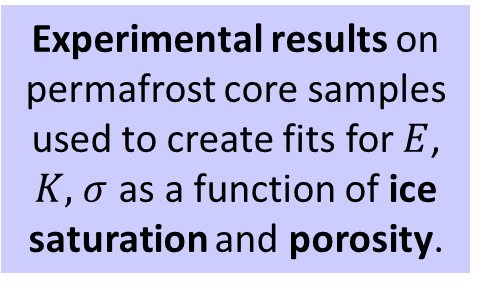 Experimental results on
permafrost core samples
used to create fits for E,
K, σ as a function of ice
saturation and porosity.